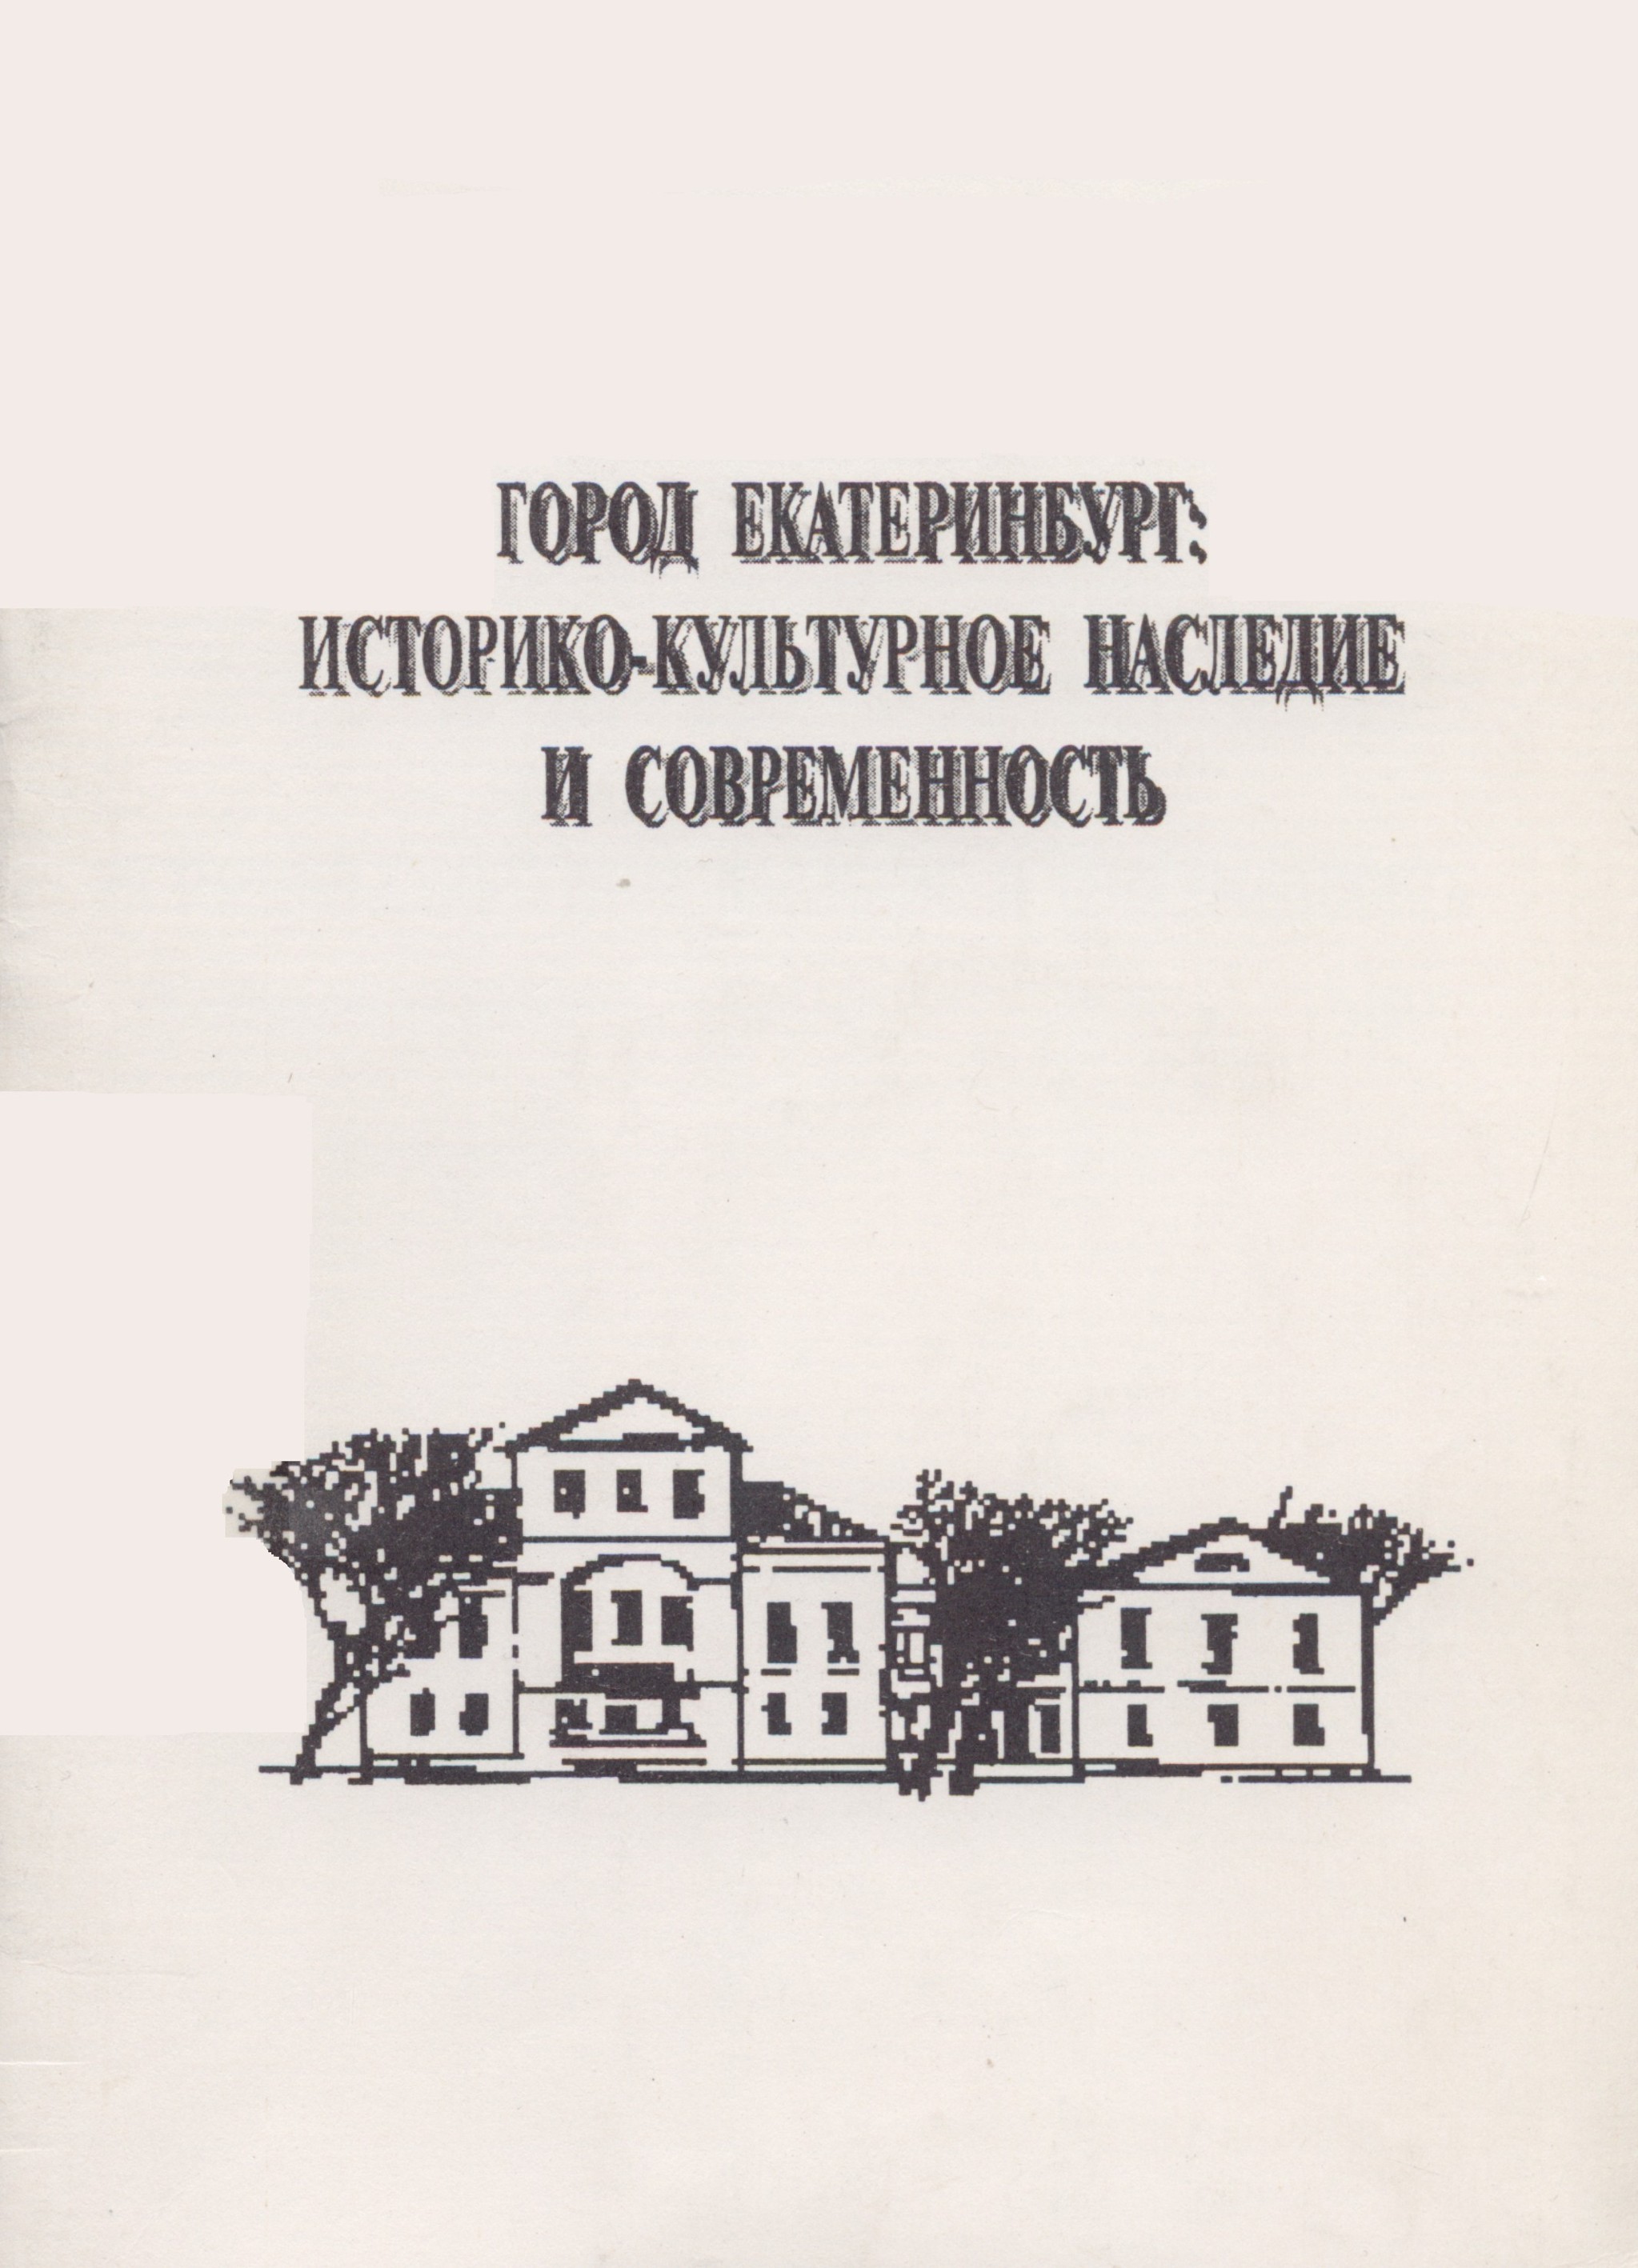 ГОРОД ЕКАТЕРИНБУРГ:
ИСТОРИКО-КУЛЬТУРНОЕ НАСЛЕДИЕ
И СОВРЕМЕННОСТЬ